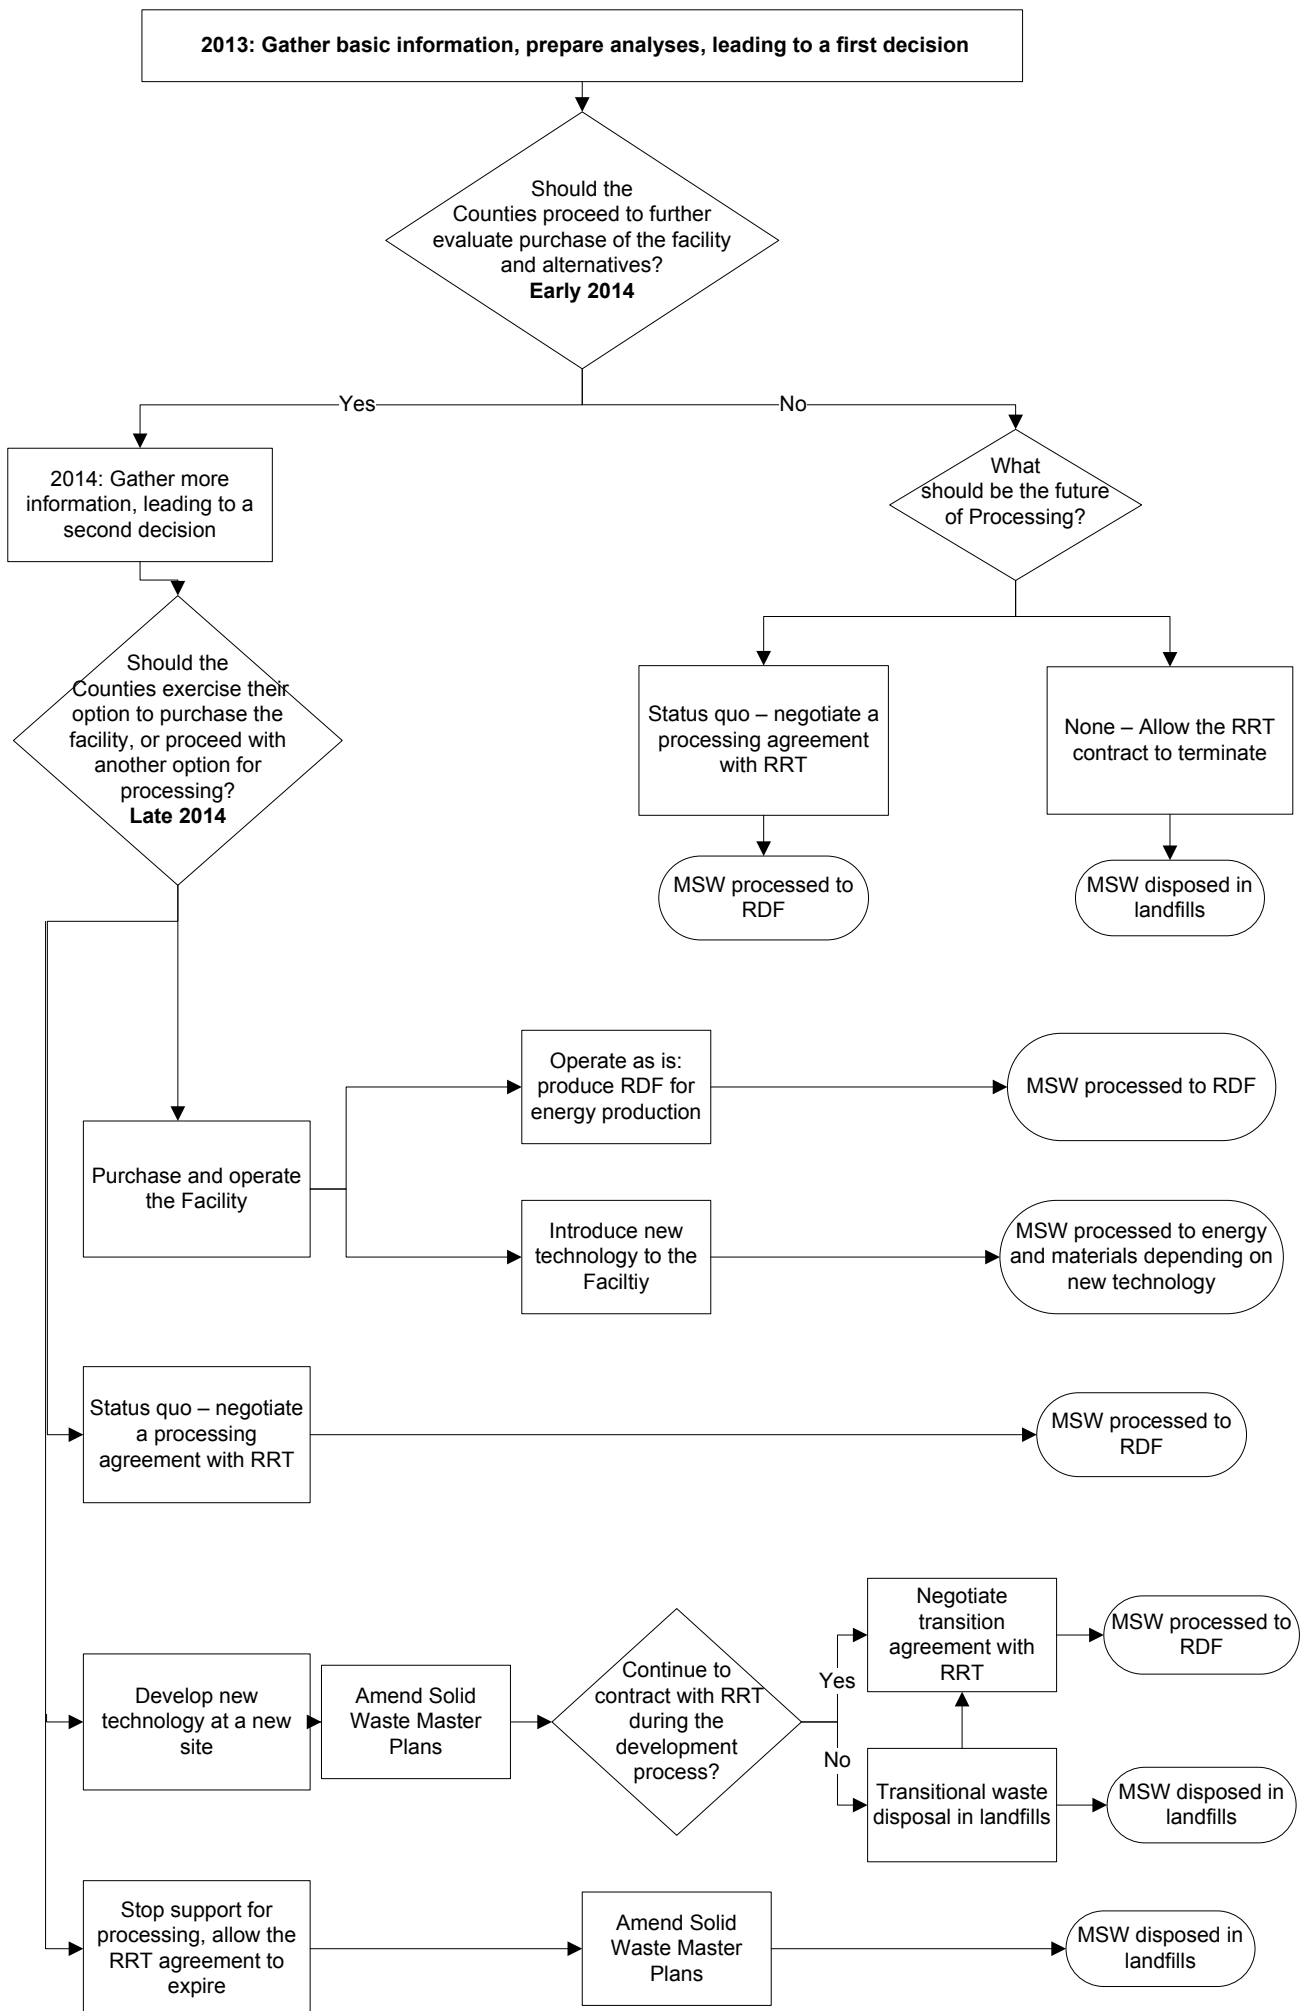 2013: Gather basic information, prepare analyses, leading to a first decision
Should the
Counties proceed to further
evaluate purchase of the facility
and alternatives?
Early 2014
Yes
No
2014: Gather more
information, leading to a
second decision
What
should be the future
of Processing?
Should the
Counties exercise their
option to purchase the
facility, or proceed with
another option for
processing?
Late 2014
Status quo – negotiate a
processing agreement
with RRT
None – Allow the RRT
contract to terminate
MSW processed to
RDF
MSW disposed in
landfills
Purchase and operate
the Facility
Operate as is:
produce RDF for
energy production
MSW processed to RDF
Introduce new
technology to the
Faciltiy
MSW processed to energy
and materials depending on
new technology
Status quo – negotiate
a processing
agreement with RRT
MSW processed to
RDF
Develop new
technology at a new
site
Amend Solid
Waste Master
Plans
Continue to
contract with RRT
during the
development
process?
Yes
No
Negotiate
transition
agreement with
RRT
MSW processed to
RDF
Transitional waste
disposal in landfills
MSW disposed in
landfills
Stop support for
processing, allow the
RRT agreement to
expire
Amend Solid
Waste Master
Plans
MSW disposed in
landfills